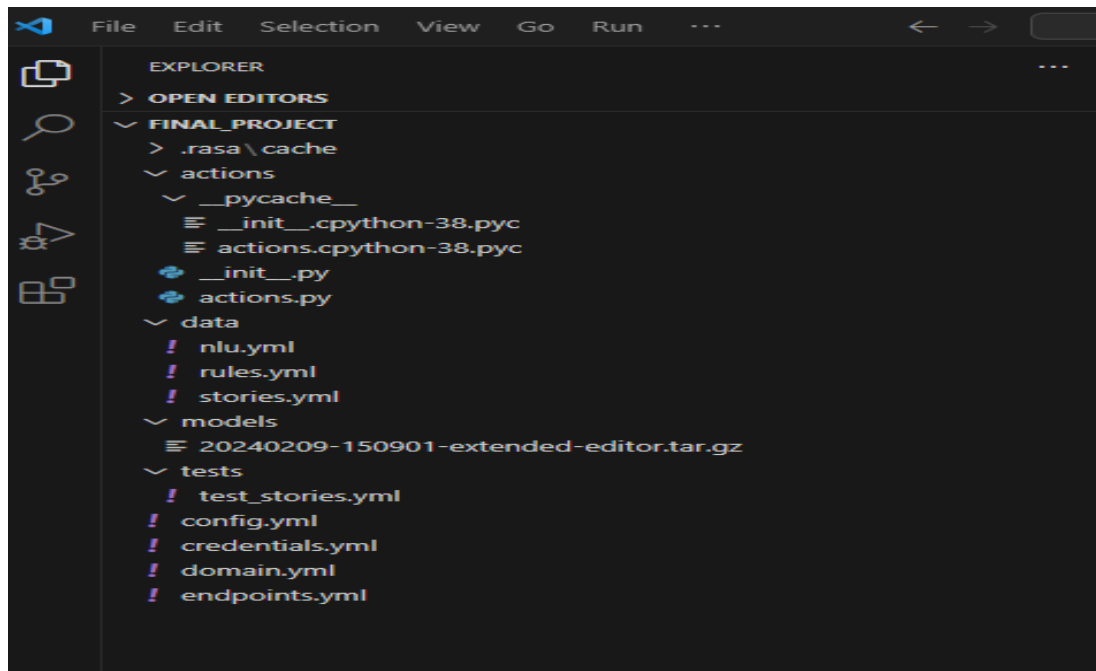 File Edit Selection View Go Run ···
EXPLORER ···
> OPEN EDITORS
FINAL_PROJECT
> .rasa \ cache
actions
__pycache__
__init__.cpython-38.pyc
actions.cpython-38.pyc
__init__.py
actions.py
data
! nlu.yml
! rules.yml
! stories.yml
models
20240209-150901-extended-editor.tar.gz
tests
! test_stories.yml
! config.yml
! credentials.yml
! domain.yml
! endpoints.yml